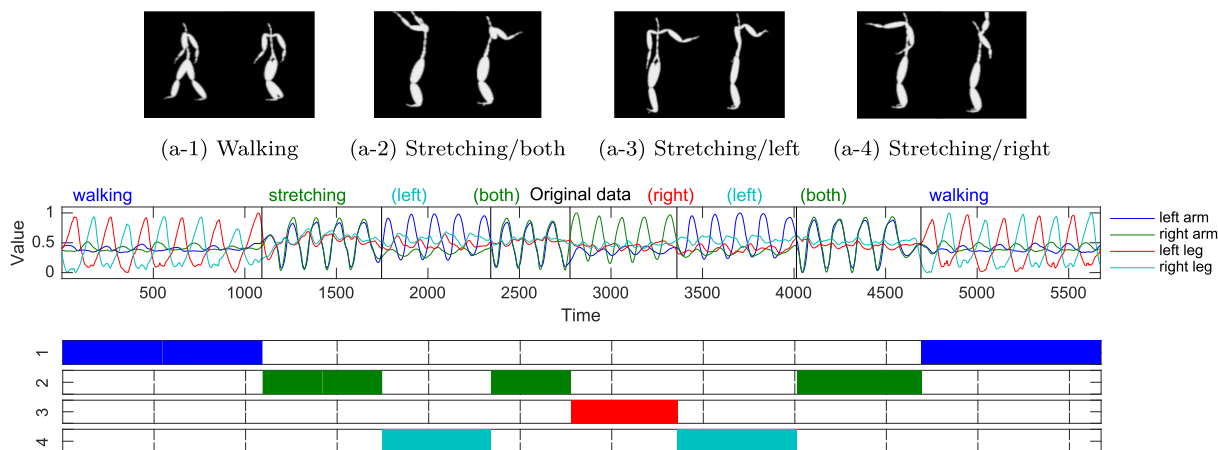 (a-1) Walking
(a-2) Stretching/both
(a-3) Stretching/left
(a-4) Stretching/right
walking stretching (left) (both) Original data (right) (left) (both) walking
Value
1
0.5
0
500 1000 1500 2000 2500 3000 3500 4000 4500 5000 5500
Time
left arm
right arm
left leg
right leg
1
2
3
4